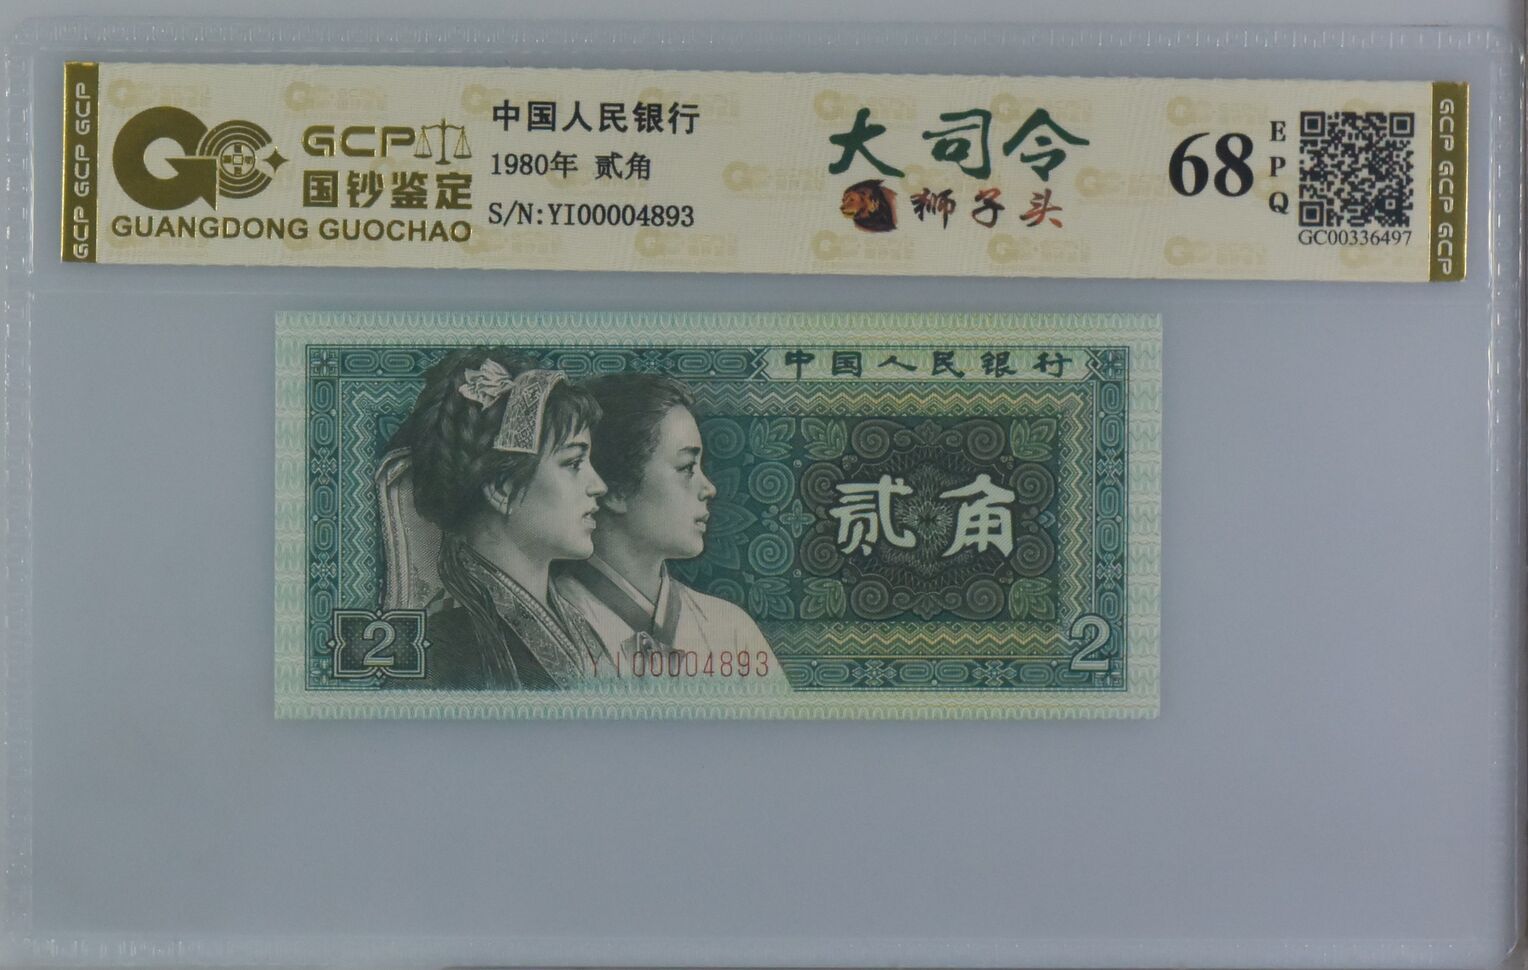 GCP GCP GCP
GCP
国钞鉴定
GUANGDONG GUOCHAO
中国人民银行
1980年 贰角
S/N:YI00004893
大司令
狮子头
68
EPQ
GC00336497
GCP GCP GCP
中国人民银行
贰角
2
YI00004893
2